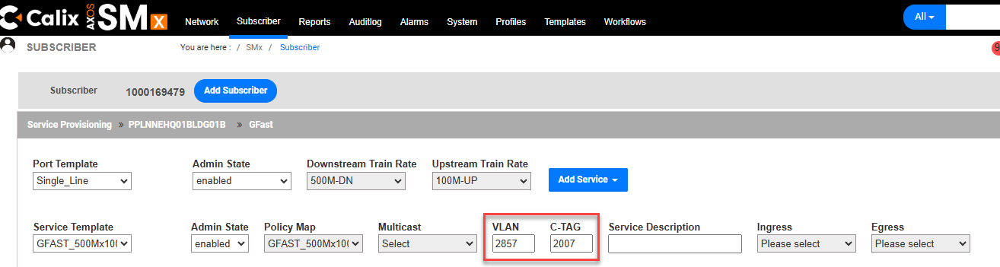 Calix AXOS SMx Network Subscriber Reports Auditlog Alarms System Profiles Templates Workflows All
SUBSCRIBER You are here : / SMx / Subscriber 9
Subscriber 1000169479 Add Subscriber
Service Provisioning » PPLNNEHQ01BLDG01B » GFast
Port Template Admin State Downstream Train Rate Upstream Train Rate
Single_Line enabled 500M-DN 100M-UP Add Service
Service Template Admin State Policy Map Multicast VLAN C-TAG Service Description Ingress Egress
GFAST_500Mx100 enabled GFAST_500Mx100 Select 2857 2007 Please select Please select